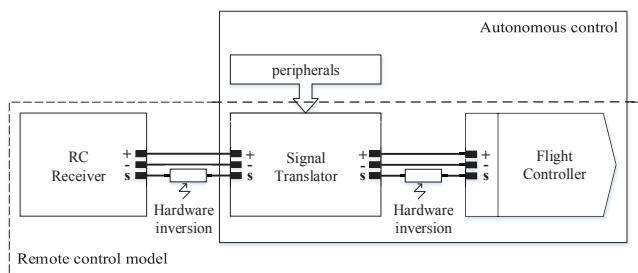 Autonomous control
peripherals
RC
Receiver
+
-
s
+
-
s
Signal
Translator
+
-
s
+
-
s
Flight
Controller
Hardware
inversion
Hardware
inversion
Remote control model